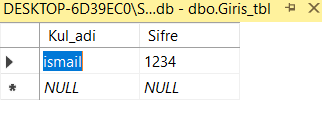 DESKTOP-6D39EC0\S...db - dbo.Giris_tbl
Kul_adi Sifre
ismail 1234
NULL NULL